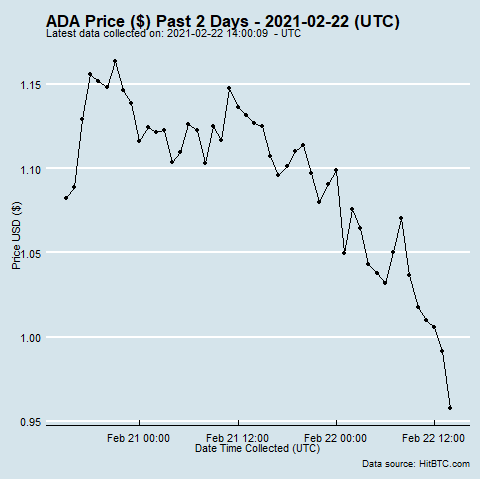 ADA Price ($) Past 2 Days - 2021-02-22 (UTC)
Latest data collected on: 2021-02-22 14:00:09  - UTC
1.15
1.10
1.05
1.00
0.95
Price USD ($)
Feb 21 00:00
Feb 21 12:00
Feb 22 00:00
Feb 22 12:00
Date Time Collected (UTC)
Data source: HitBTC.com